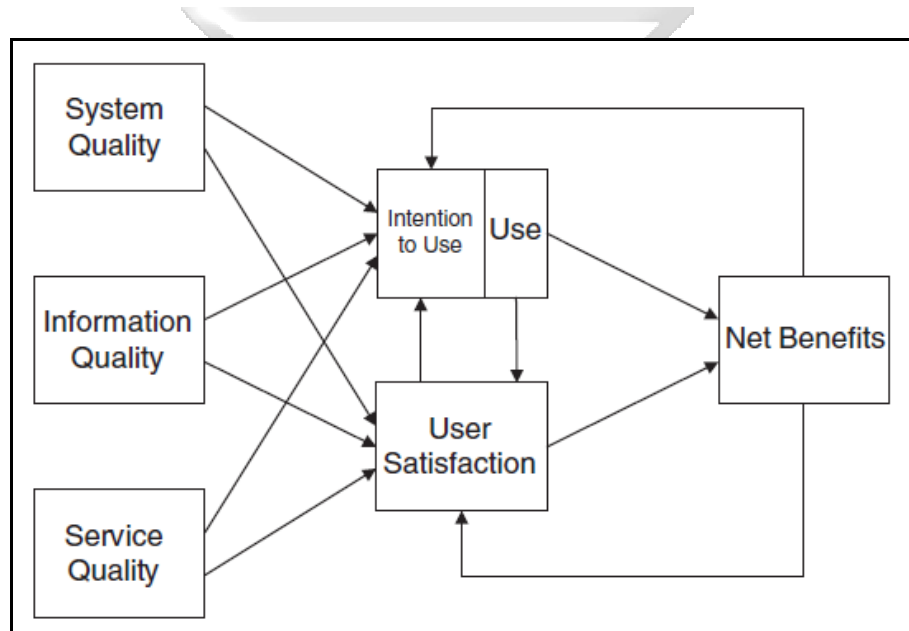 System
Quality
Intention
to Use
Use
Information
Quality
Net Benefits
User
Satisfaction
Service
Quality